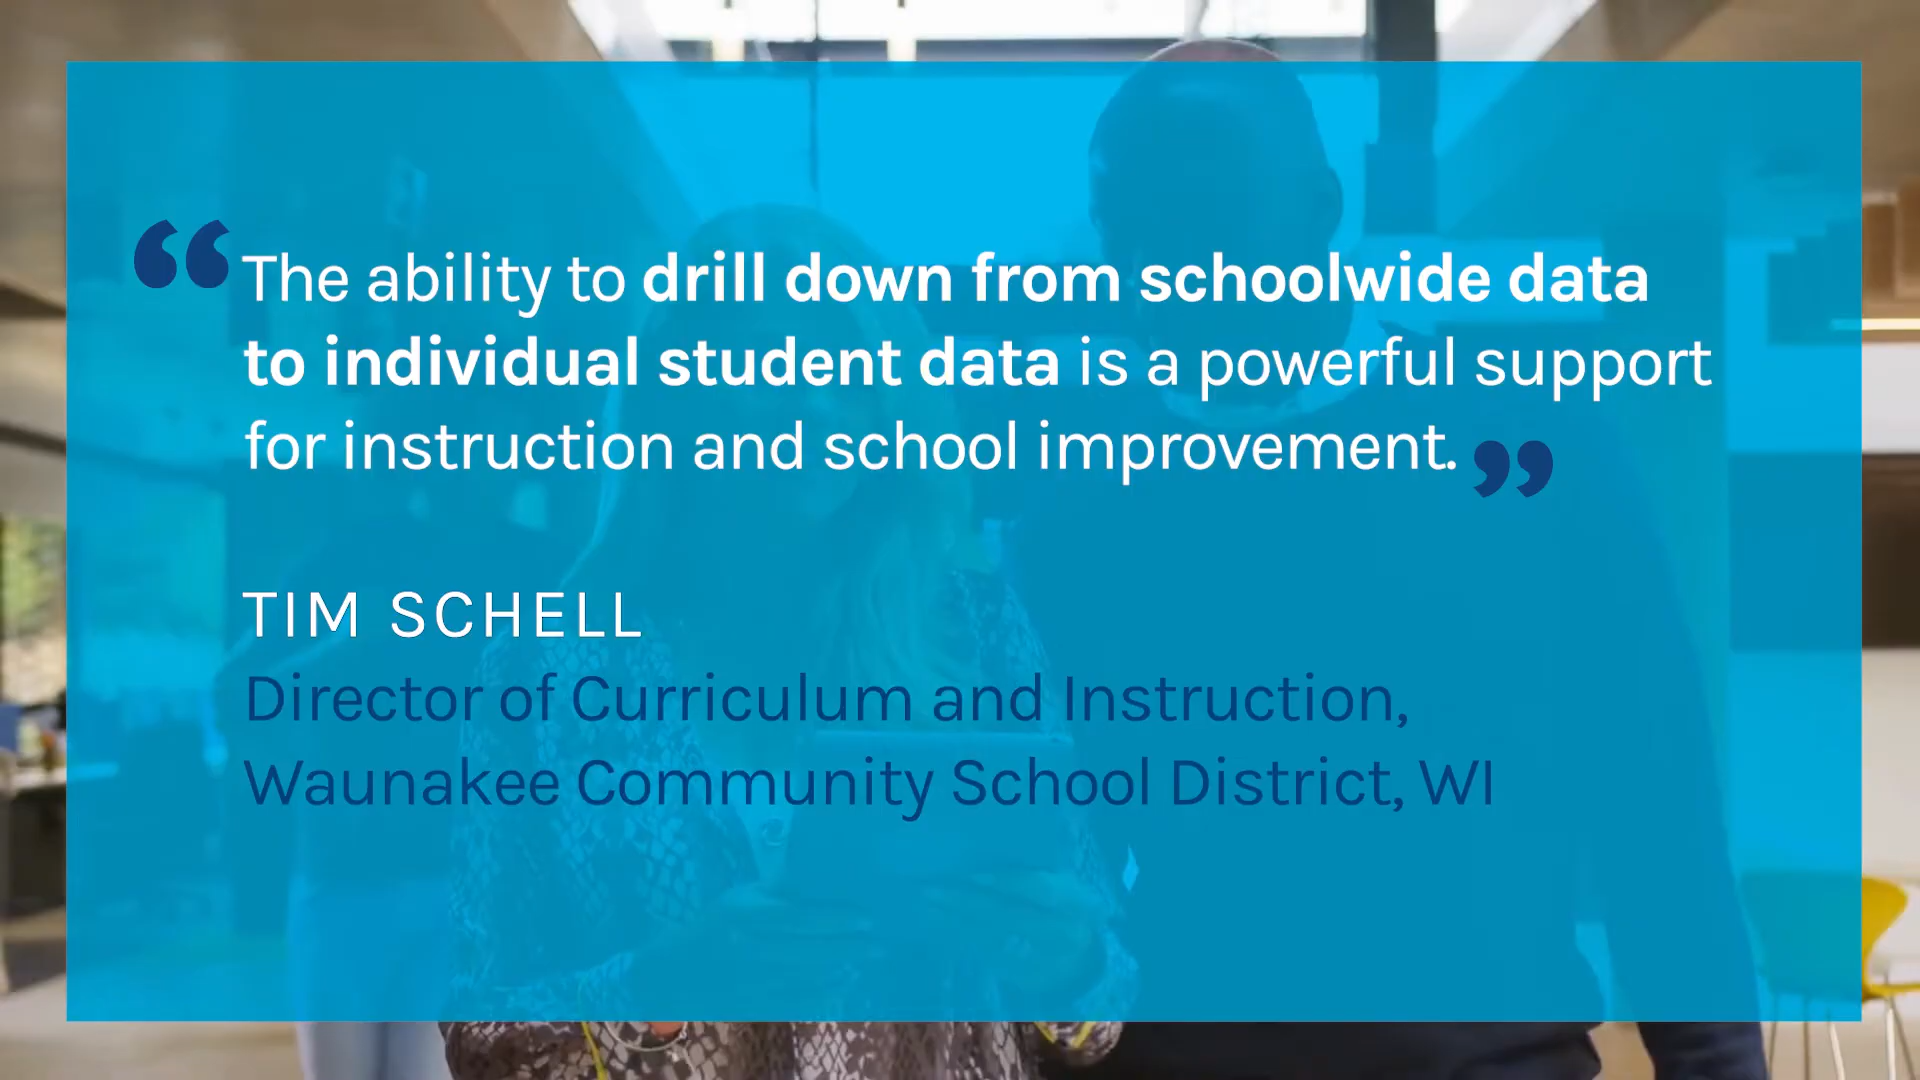 “The ability to drill down from schoolwide data
to individual student data is a powerful support
for instruction and school improvement.”
TIM SCHELL
Director of Curriculum and Instruction,
Waunakee Community School District, WI